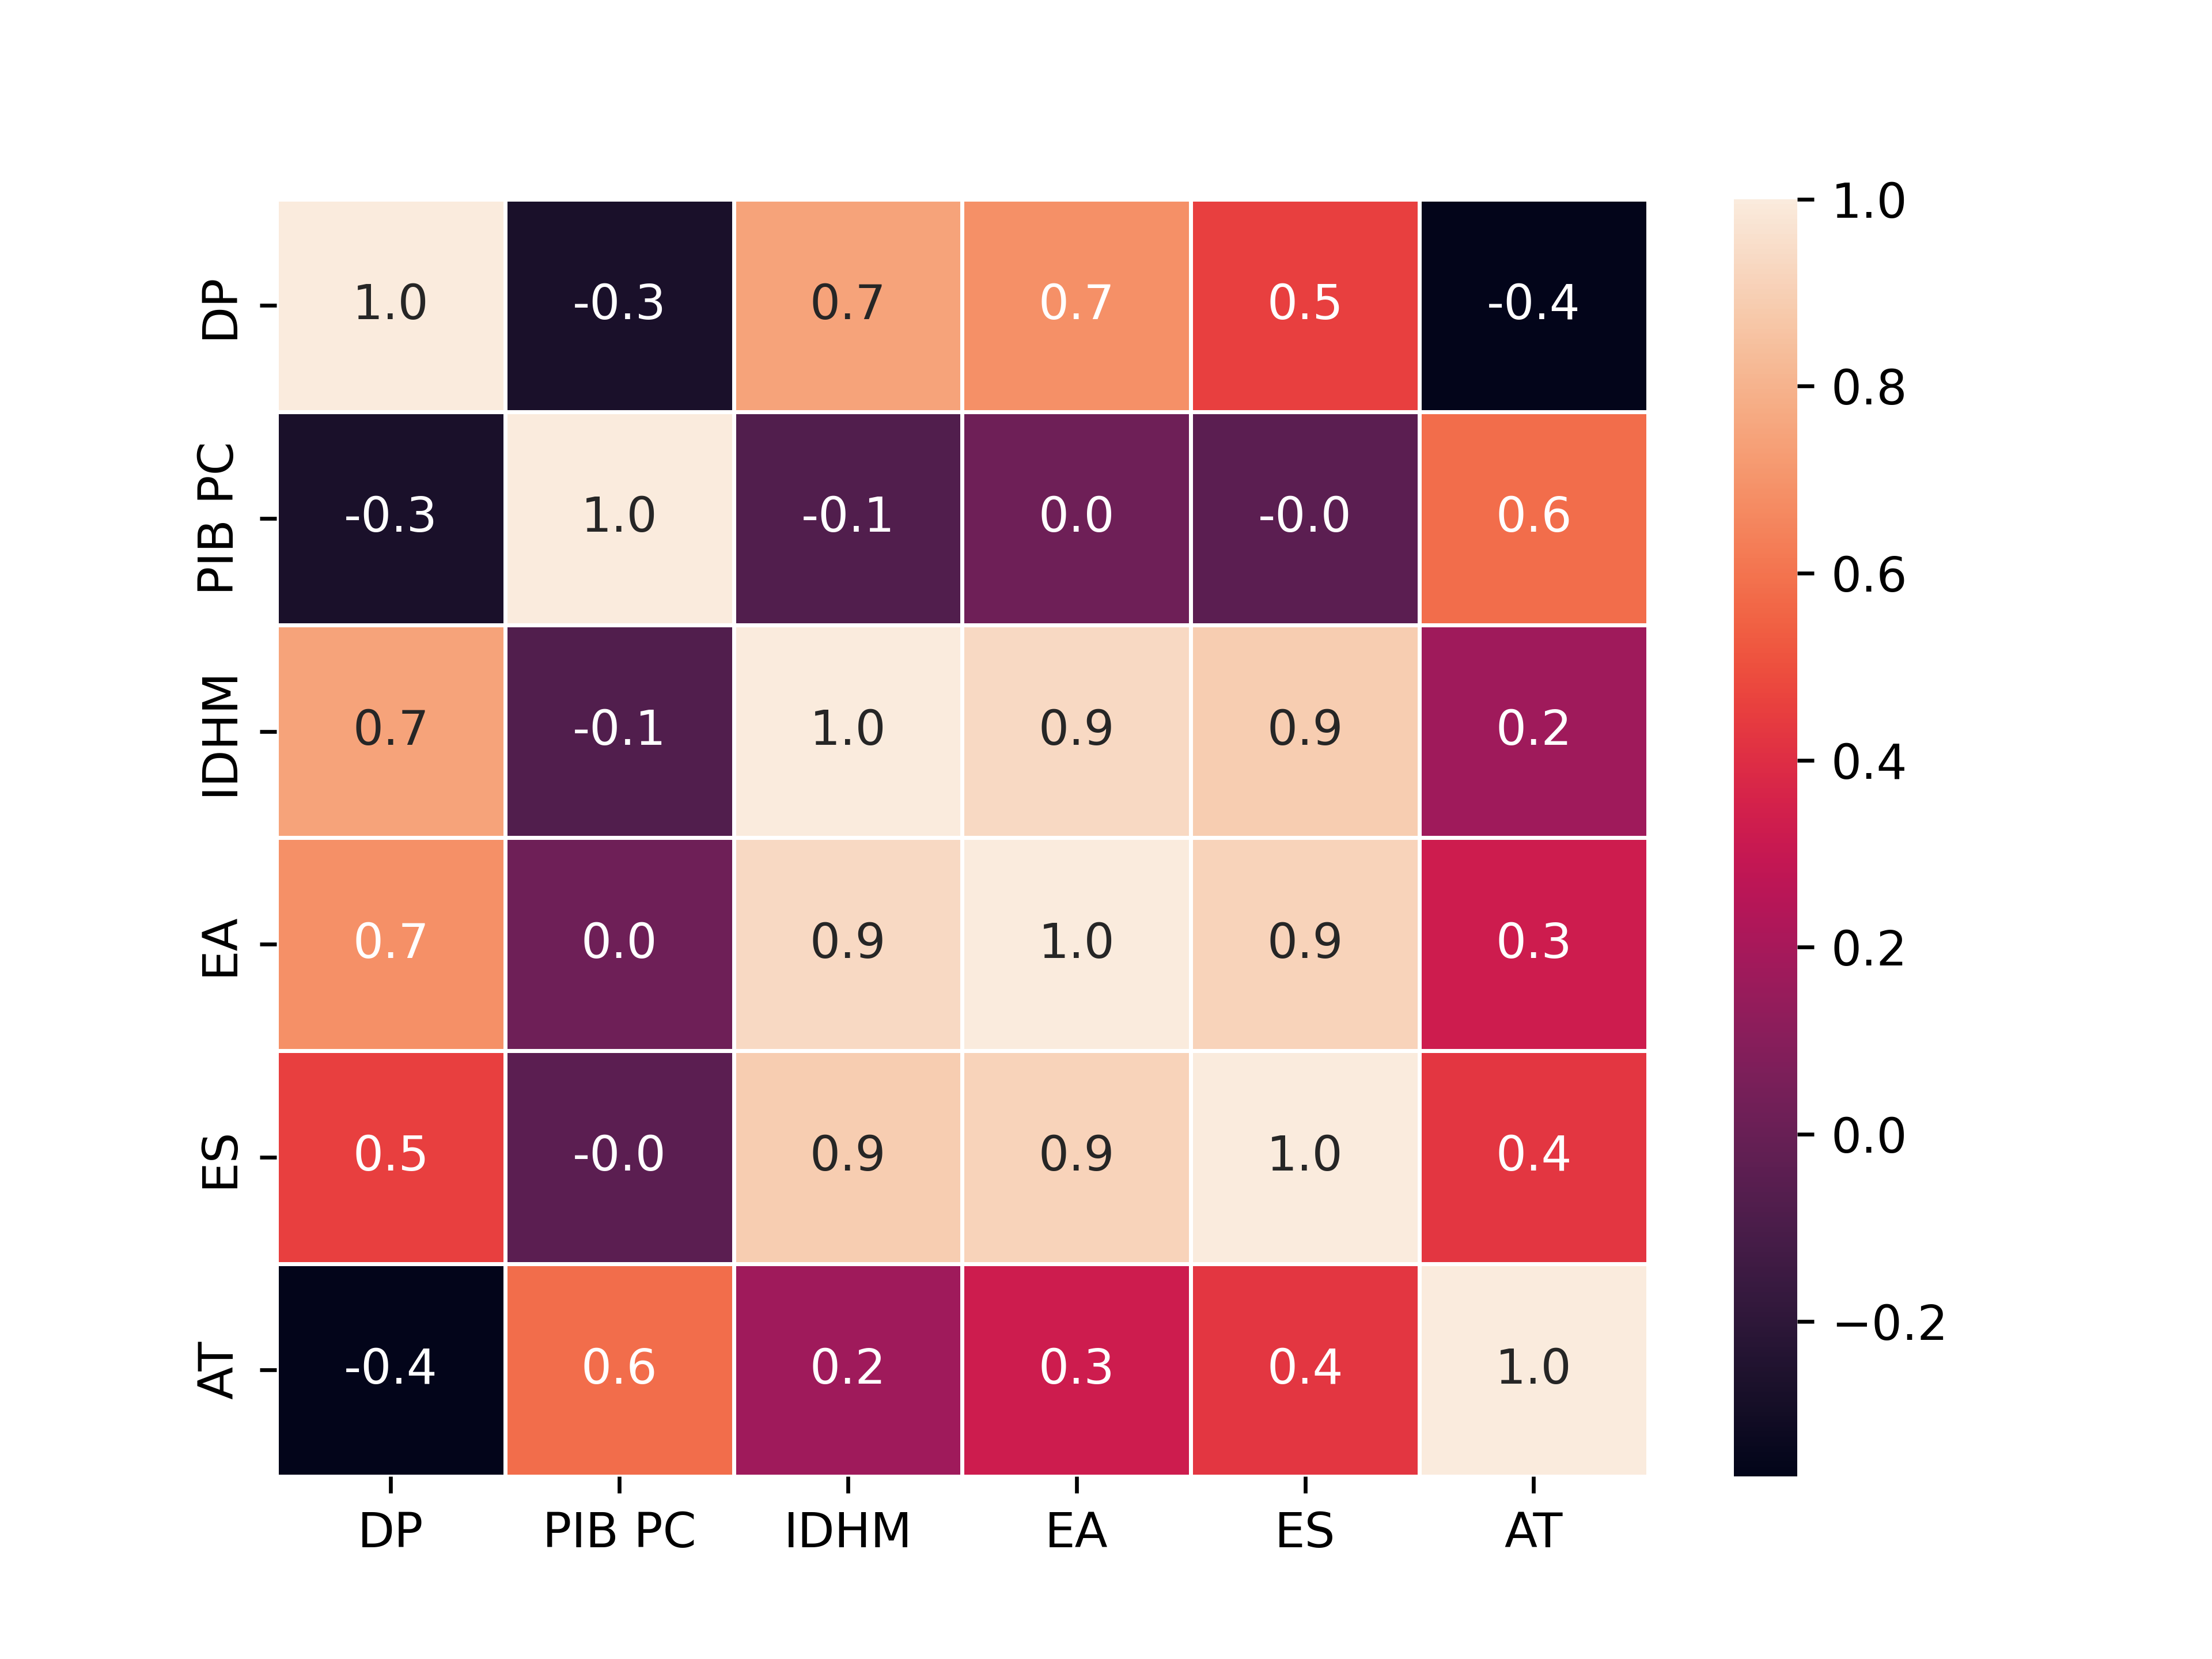 DP 1.0 -0.3 0.7 0.7 0.5 -0.4
PIB PC -0.3 1.0 -0.1 0.0 -0.0 0.6
IDHM 0.7 -0.1 1.0 0.9 0.9 0.2
EA 0.7 0.0 0.9 1.0 0.9 0.3
ES 0.5 -0.0 0.9 0.9 1.0 0.4
AT -0.4 0.6 0.2 0.3 0.4 1.0
DP PIB PC IDHM EA ES AT
1.0
0.8
0.6
0.4
0.2
0.0
−0.2